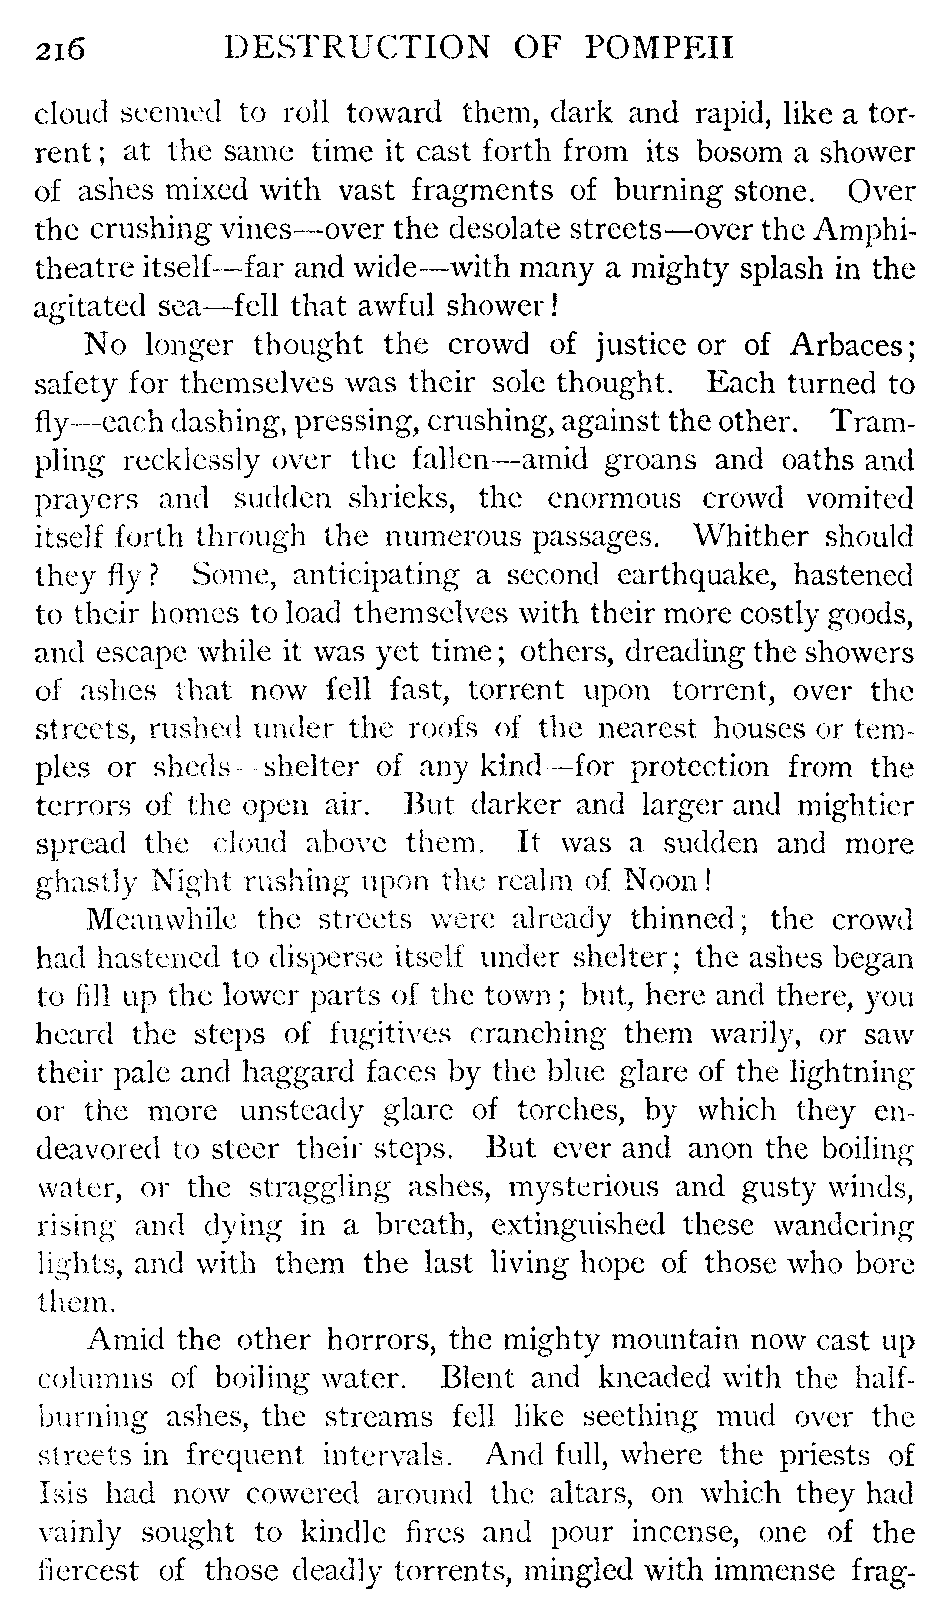 216 DESTRUCTION OF POMPEII
cloud seemed to roll toward them, dark and rapid, like a tor-
rent; at the same time it cast forth from its bosom a shower
of ashes mixed with vast fragments of burning stone. Over
the crushing vines—over the desolate streets—over the Amphi-
theatre itself—far and wide—with many a mighty splash in the
agitated sea—fell that awful shower!
No longer thought the crowd of justice or of Arbaces;
safety for themselves was their sole thought. Each turned to
fly—each dashing, pressing, crushing, against the other. Tram-
pling recklessly over the fallen—amid groans and oaths and
prayers and sudden shrieks, the enormous crowd vomited
itself forth through the numerous passages. Whither should
they fly? Some, anticipating a second earthquake, hastened
to their homes to load themselves with their more costly goods,
and escape while it was yet time; others, dreading the showers
of ashes that now fell fast, torrent upon torrent, over the
streets, rushed under the roofs of the nearest houses or tem-
ples or sheds—shelter of any kind—for protection from the
terrors of the open air. But darker and larger and mightier
spread the cloud above them. It was a sudden and more
ghastly Night rushing upon the realm of Noon!
Meanwhile the streets were already thinned; the crowd
had hastened to disperse itself under shelter; the ashes began
to fill up the lower parts of the town; but, here and there, you
heard the steps of fugitives cranching them warily, or saw
their pale and haggard faces by the blue glare of the lightning
or the more unsteady glare of torches, by which they en-
deavored to steer their steps. But ever and anon the boiling
water, or the straggling ashes, mysterious and gusty winds,
rising and dying in a breath, extinguished these wandering
lights, and with them the last living hope of those who bore
them.
Amid the other horrors, the mighty mountain now cast up
columns of boiling water. Blent and kneaded with the half-
burning ashes, the streams fell like seething mud over the
streets in frequent intervals. And full, where the priests of
Isis had now cowered around the altars, on which they had
vainly sought to kindle fires and pour incense, one of the
fiercest of those deadly torrents, mingled with immense frag-